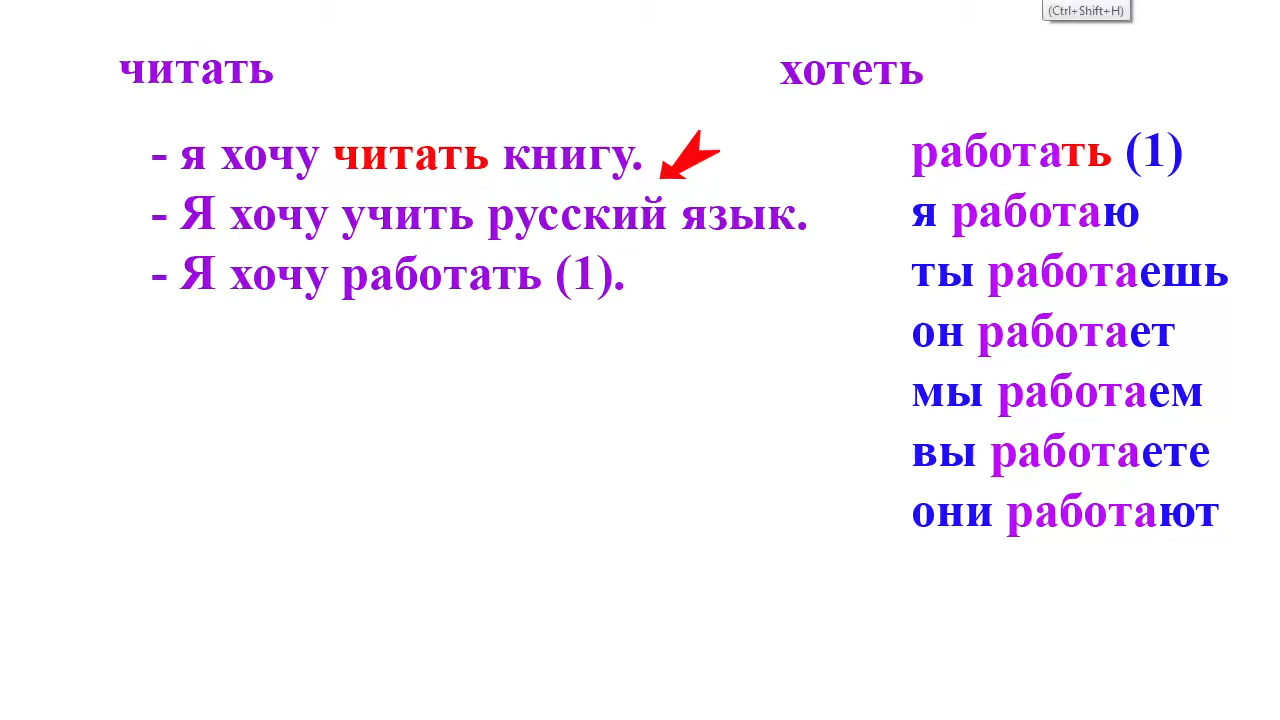 (Ctrl+Shift+H)
читать
хотеть
- я хочу читать книгу.
- Я хочу учить русский язык.
- Я хочу работать (1).
работать (1)
я работаю
ты работаешь
он работает
мы работаем
вы работаете
они работают